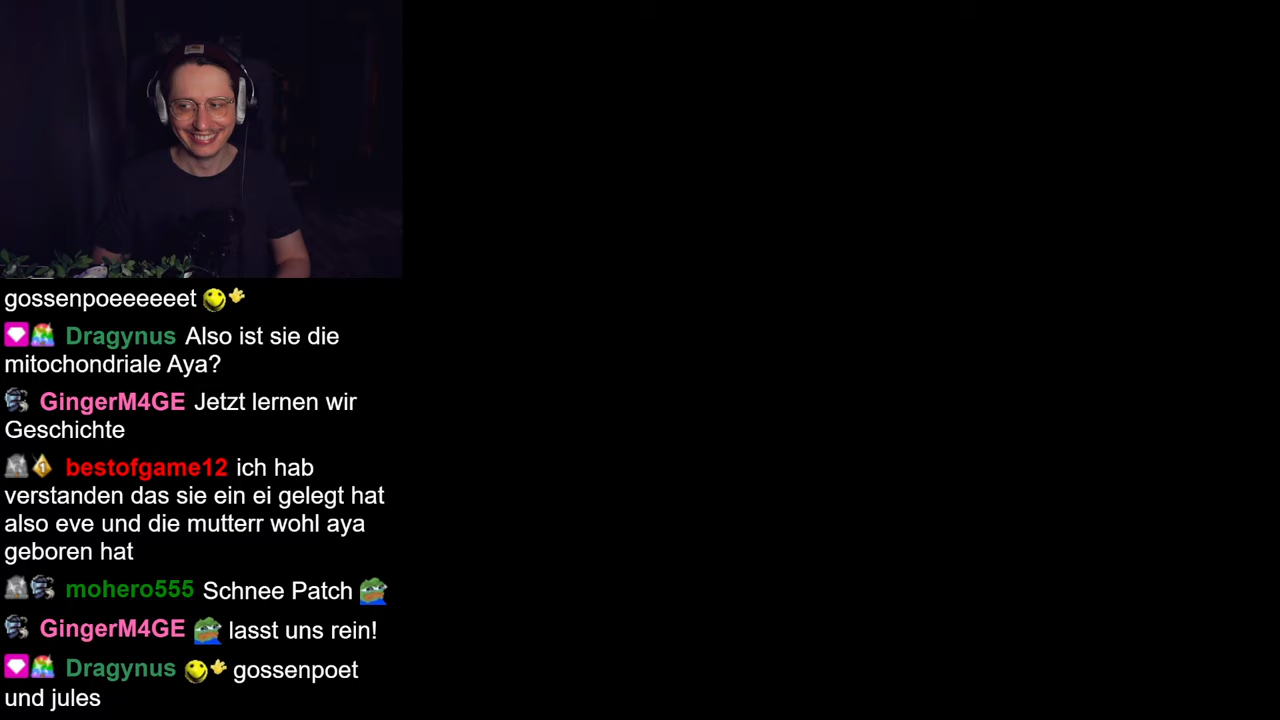 gossenpoeeeeeet
Dragynus Also ist sie die
mitochondriale Aya?
GingerM4GE Jetzt lernen wir
Geschichte
bestofgame12 ich hab
verstanden das sie ein ei gelegt hat
also eve und die mutterr wohl aya
geboren hat
mohero555 Schnee Patch
GingerM4GE lasst uns rein!
Dragynus gossenpoet
und jules